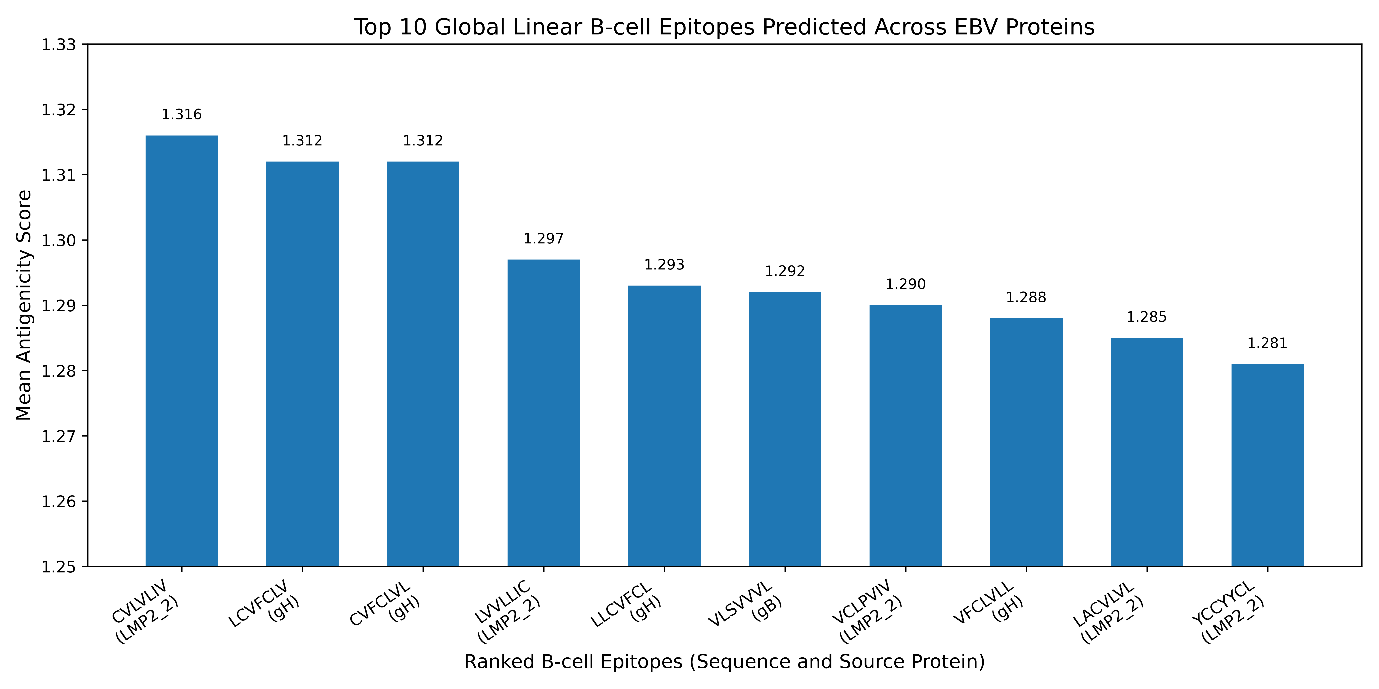 Top 10 Global Linear B-cell Epitopes Predicted Across EBV Proteins
Mean Antigenicity Score
1.33
1.32
1.31
1.30
1.29
1.28
1.27
1.26
1.25
1.316
1.312
1.312
1.297
1.293
1.292
1.290
1.288
1.285
1.281
CVLVLIV
(LMP2_2)
LCVFCLV
(gH)
CVFCLVL
(gH)
LVVLLIC
(LMP2_2)
LLCVFCL
(gH)
VLSVVVL
(gB)
VCLPVIV
(LMP2_2)
VFCLVLL
(gH)
LACVLVL
(LMP2_2)
YCCYYCL
(LMP2_2)
Ranked B-cell Epitopes (Sequence and Source Protein)